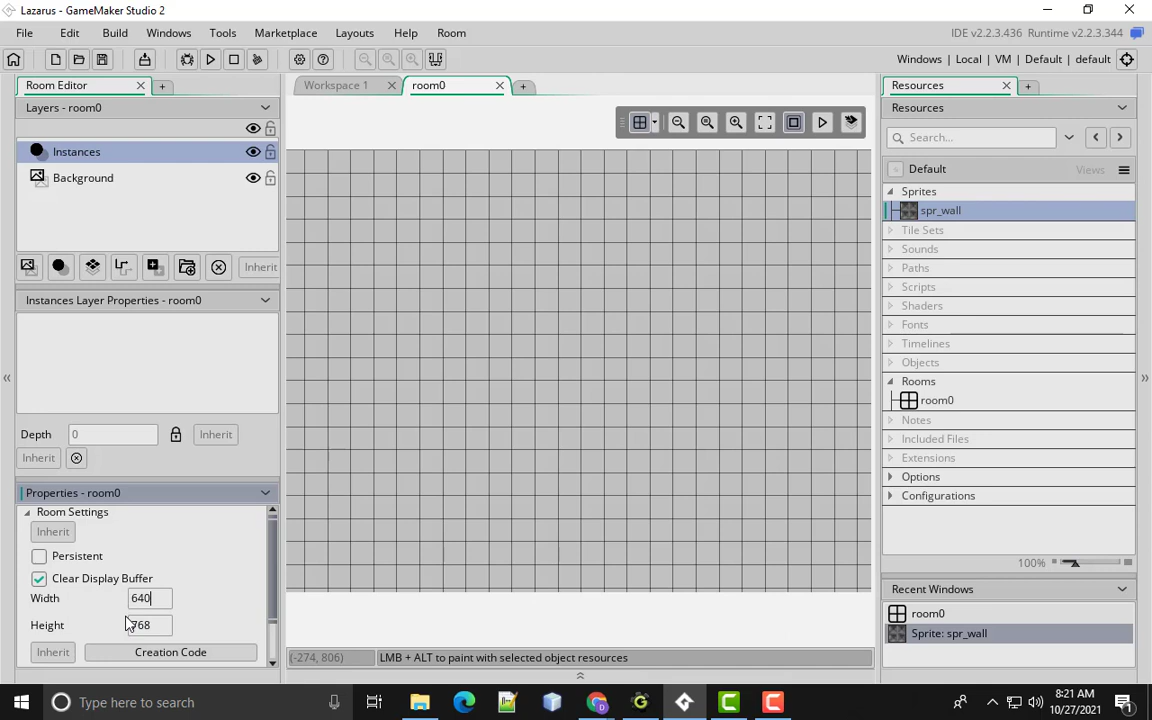 Lazarus - GameMaker Studio 2
File Edit Build Windows Tools Marketplace Layouts Help Room
IDE v2.2.3.436 Runtime v2.2.3.344
Windows | Local | VM | Default | default
Room Editor
Workspace 1
room0
Resources
Layers - room0
Resources
Search...
Instances
Background
Default
Views
Sprites
spr_wall
Tile Sets
Sounds
Paths
Scripts
Shaders
Fonts
Timelines
Objects
Rooms
room0
Notes
Included Files
Extensions
Options
Configurations
Inherit
Instances Layer Properties - room0
Depth 0 Inherit
Inherit
Properties - room0
Room Settings
Inherit
Persistent
Clear Display Buffer
Width 640
Height 768
Inherit Creation Code
(-274, 806) LMB + ALT to paint with selected object resources
100%
Recent Windows
room0
Sprite: spr_wall
Type here to search
8:21 AM
10/27/2021
1